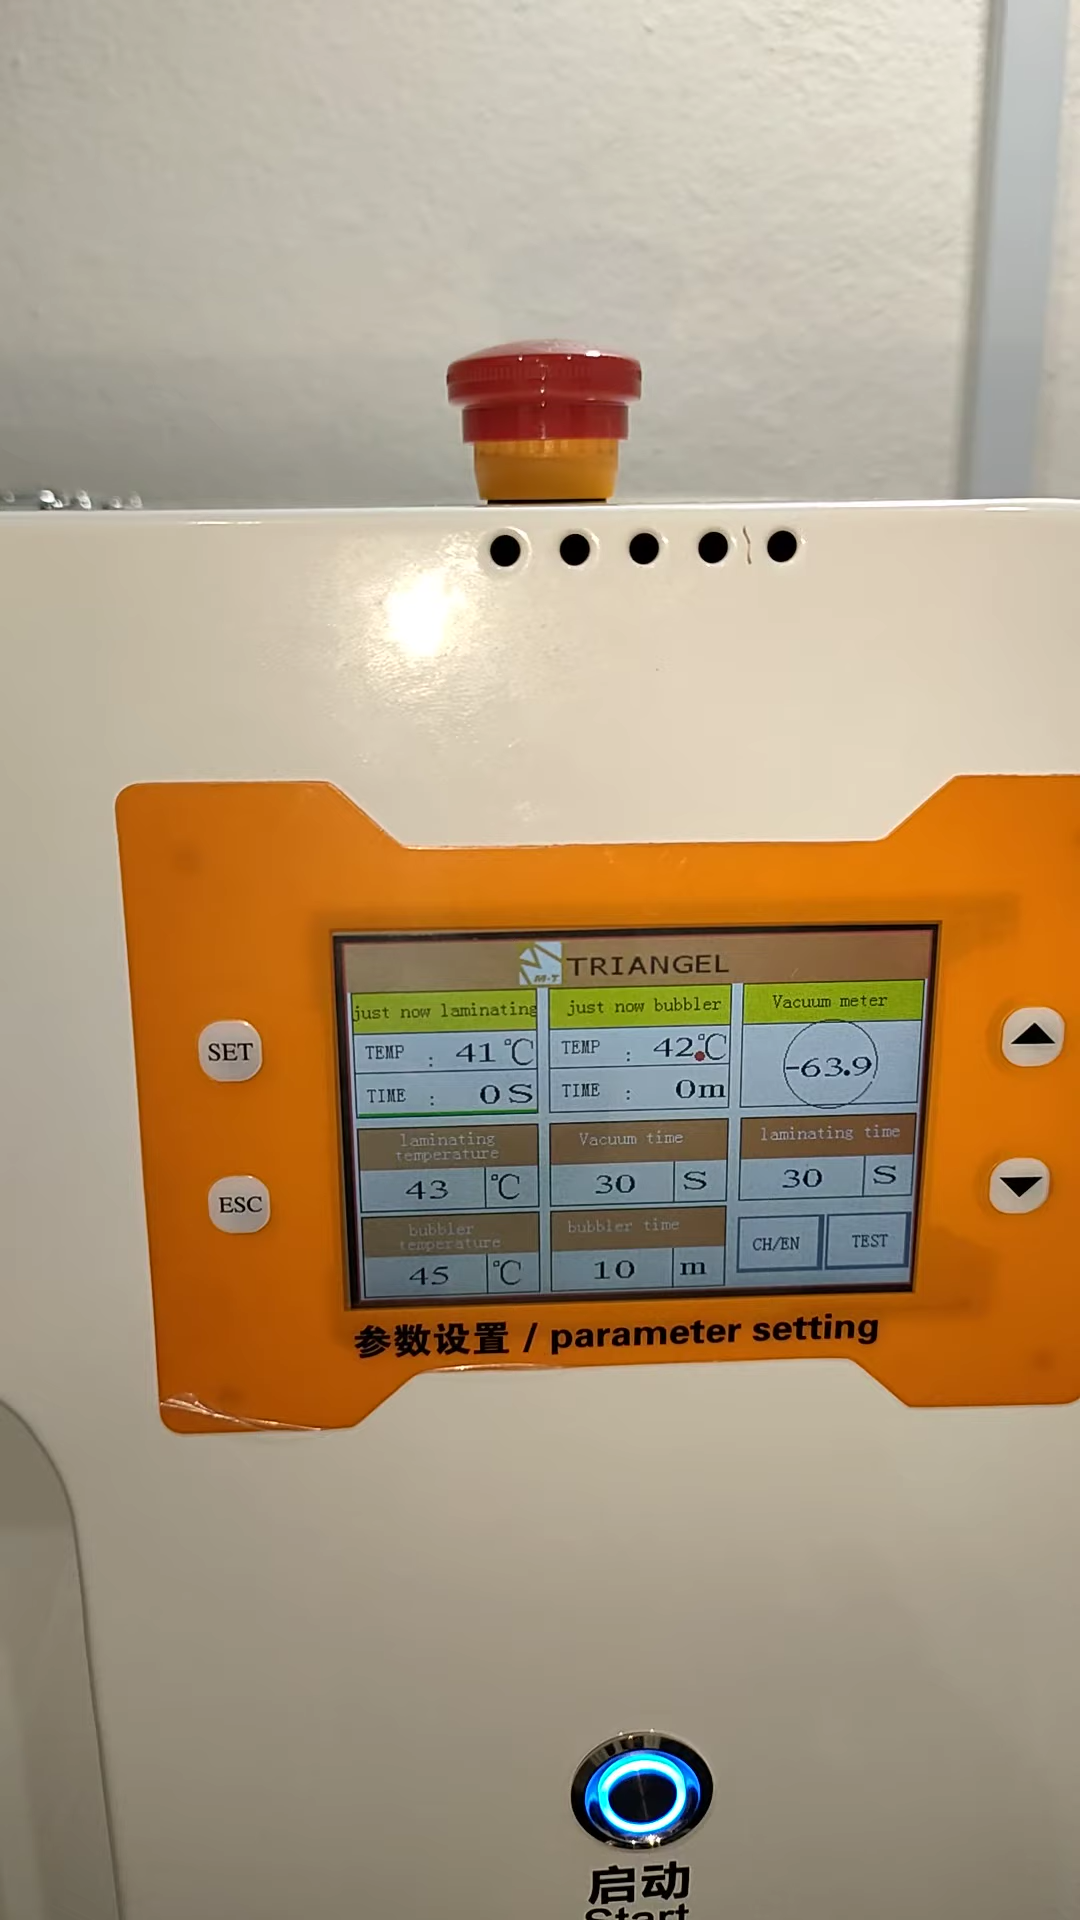 M·T TRIANGEL
just now laminating
TEMP : 41 ℃
TIME : 0 S
just now bubbler
TEMP : 42 ℃
TIME : 0m
Vacuum meter
-63.9
laminating temperature
43 ℃
Vacuum time
30 S
laminating time
30 S
bubbler temperature
45 ℃
bubbler time
10 m
CH/EN
TEST
SET
ESC
参数设置 / parameter setting
启动
Start